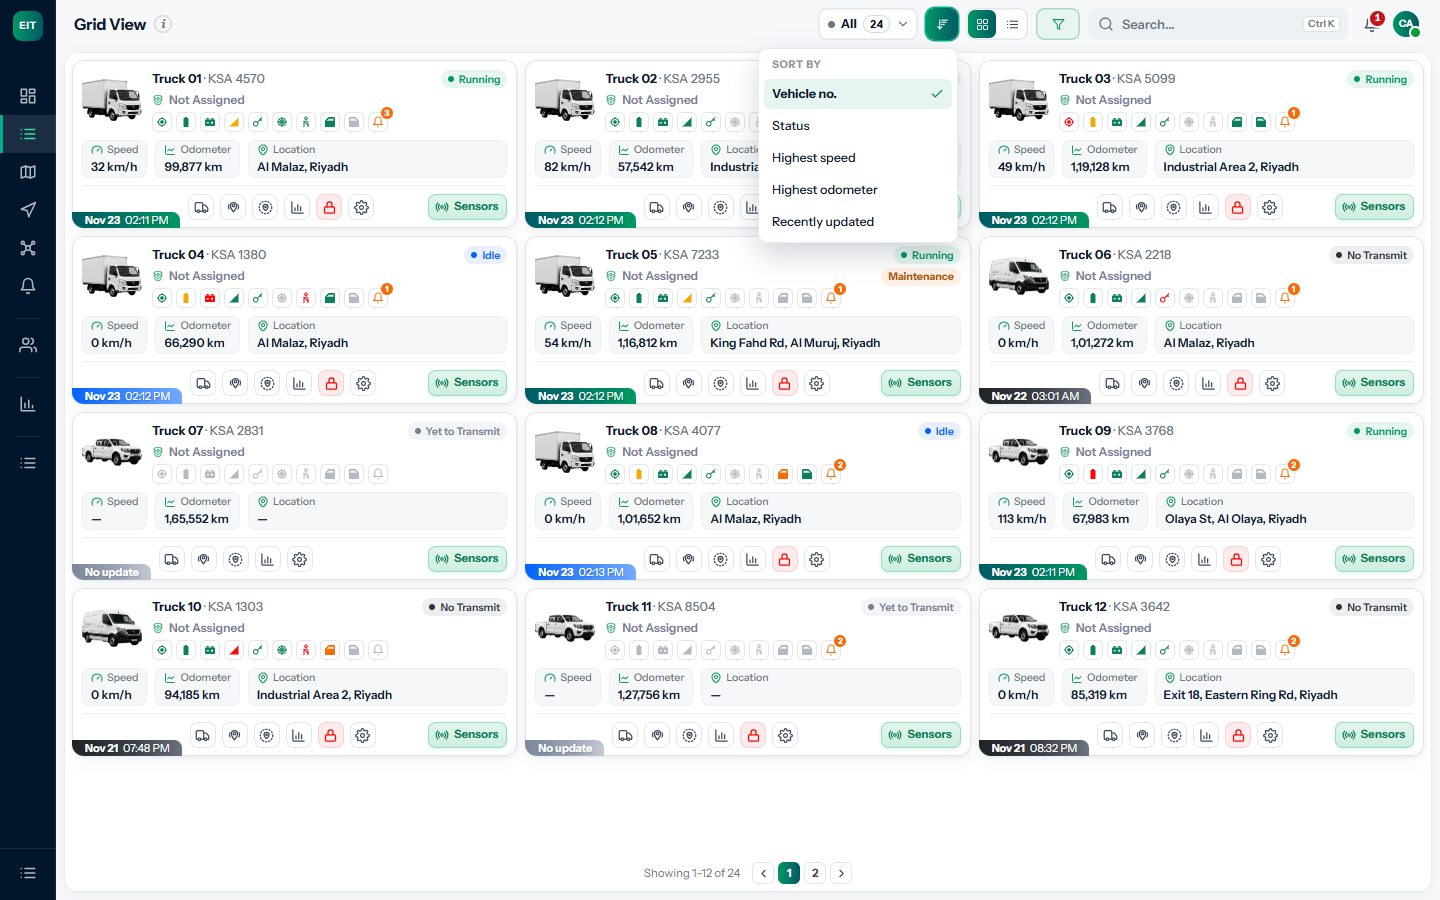 EIT
Grid View
i
All 24
Search...
Ctrl K
1
CA
SORT BY
Vehicle no.
Status
Highest speed
Highest odometer
Recently updated
Truck 01 · KSA 4570
Running
Not Assigned
3
Speed
32 km/h
Odometer
99,877 km
Location
Al Malaz, Riyadh
Nov 23 02:11 PM
Sensors
Truck 02 · KSA 2955
Not Assigned
Speed
82 km/h
Odometer
57,542 km
Industria
Nov 23 02:12 PM
Truck 03 · KSA 5099
Running
Not Assigned
1
Speed
49 km/h
Odometer
1,19,128 km
Location
Industrial Area 2, Riyadh
Nov 23 02:12 PM
Sensors
Truck 04 · KSA 1380
Idle
Not Assigned
1
Speed
0 km/h
Odometer
66,290 km
Location
Al Malaz, Riyadh
Nov 23 02:12 PM
Sensors
Truck 05 · KSA 7233
Running
Not Assigned
Maintenance
1
Speed
54 km/h
Odometer
1,16,812 km
Location
King Fahd Rd, Al Muruj, Riyadh
Nov 23 02:12 PM
Sensors
Truck 06 · KSA 2218
No Transmit
Not Assigned
1
Speed
0 km/h
Odometer
1,01,272 km
Location
Al Malaz, Riyadh
Nov 22 03:01 AM
Sensors
Truck 07 · KSA 2831
Yet to Transmit
Not Assigned
Speed
—
Odometer
1,65,552 km
Location
—
No update
Sensors
Truck 08 · KSA 4077
Idle
Not Assigned
2
Speed
0 km/h
Odometer
1,01,652 km
Location
Al Malaz, Riyadh
Nov 23 02:13 PM
Sensors
Truck 09 · KSA 3768
Running
Not Assigned
2
Speed
113 km/h
Odometer
67,983 km
Location
Olaya St, Al Olaya, Riyadh
Nov 23 02:11 PM
Sensors
Truck 10 · KSA 1303
No Transmit
Not Assigned
Speed
0 km/h
Odometer
94,185 km
Location
Industrial Area 2, Riyadh
Nov 21 07:48 PM
Sensors
Truck 11 · KSA 8504
Yet to Transmit
Not Assigned
2
Speed
—
Odometer
1,27,756 km
Location
—
No update
Sensors
Truck 12 · KSA 3642
No Transmit
Not Assigned
2
Speed
0 km/h
Odometer
85,319 km
Location
Exit 18, Eastern Ring Rd, Riyadh
Nov 21 08:32 PM
Sensors
Showing 1–12 of 24
1
2